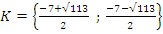 K = {(-7+√113)/2 ; (-7-√113)/2}